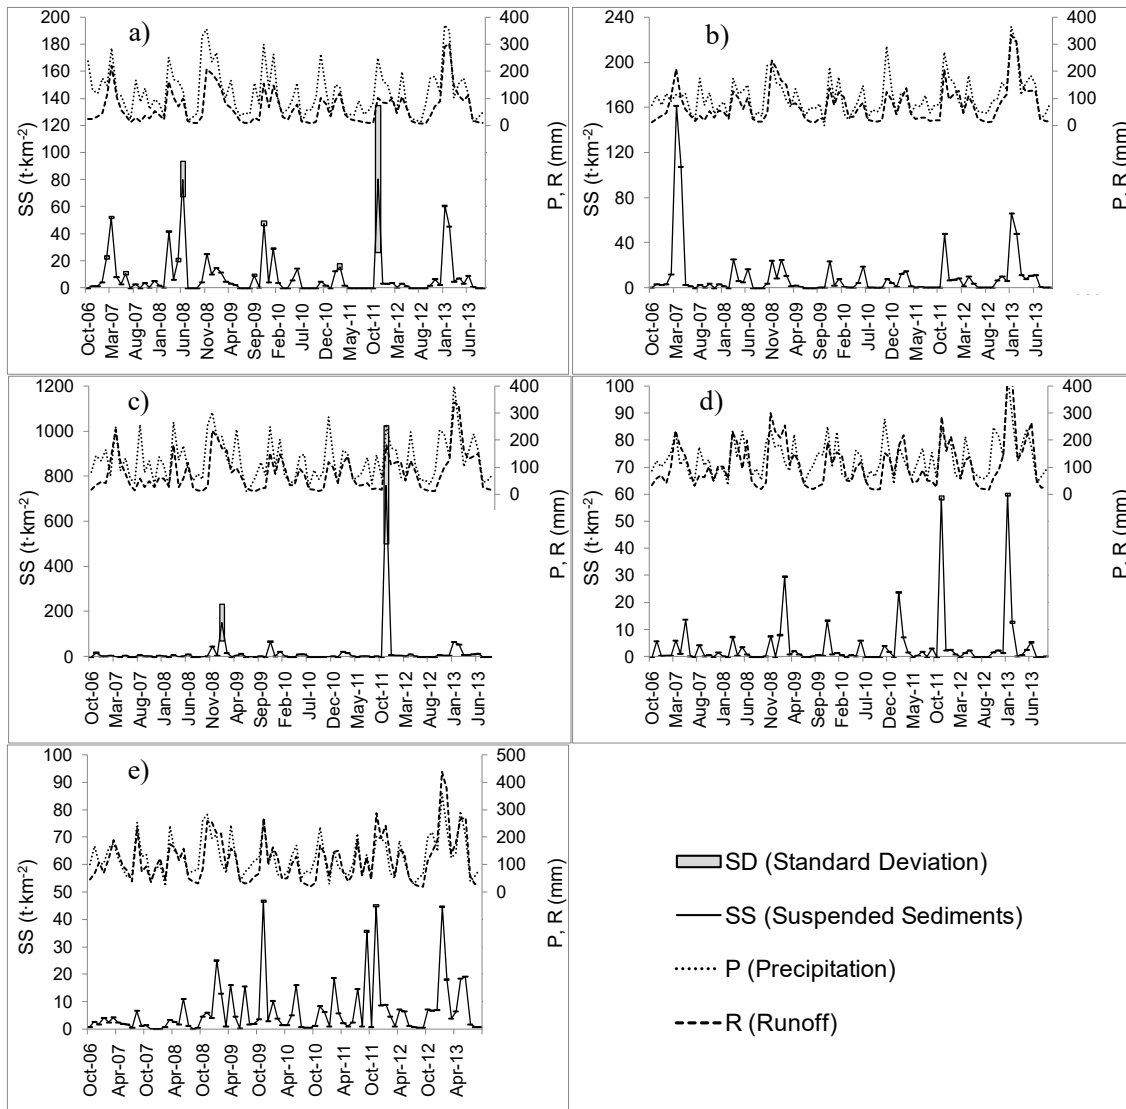 a)
200
180
160
140
120
100
80
60
40
20
0
SS (t·km-2)
400
300
200
100
0
P, R (mm)
Oct-06
Mar-07
Aug-07
Jan-08
Jun-08
Nov-08
Apr-09
Sep-09
Feb-10
Jul-10
Dec-10
May-11
Oct-11
Mar-12
Aug-12
Jan-13
Jun-13
b)
240
200
160
120
80
40
0
SS (t·km-2)
400
300
200
100
0
P, R (mm)
Oct-06
Mar-07
Aug-07
Jan-08
Jun-08
Nov-08
Apr-09
Sep-09
Feb-10
Jul-10
Dec-10
May-11
Oct-11
Mar-12
Aug-12
Jan-13
Jun-13
c)
1200
1000
800
600
400
200
0
SS (t·km-2)
400
300
200
100
0
P, R (mm)
Oct-06
Mar-07
Aug-07
Jan-08
Jun-08
Nov-08
Apr-09
Sep-09
Feb-10
Jul-10
Dec-10
May-11
Oct-11
Mar-12
Aug-12
Jan-13
Jun-13
d)
100
90
80
70
60
50
40
30
20
10
0
SS (t·km-2)
400
300
200
100
0
P, R (mm)
Oct-06
Mar-07
Aug-07
Jan-08
Jun-08
Nov-08
Apr-09
Sep-09
Feb-10
Jul-10
Dec-10
May-11
Oct-11
Mar-12
Aug-12
Jan-13
Jun-13
e)
100
90
80
70
60
50
40
30
20
10
0
SS (t·km-2)
500
400
300
200
100
0
P, R (mm)
Oct-06
Apr-07
Oct-07
Apr-08
Oct-08
Apr-09
Oct-09
Apr-10
Oct-10
Apr-11
Oct-11
Apr-12
Oct-12
Apr-13
SD (Standard Deviation)
SS (Suspended Sediments)
P (Precipitation)
R (Runoff)